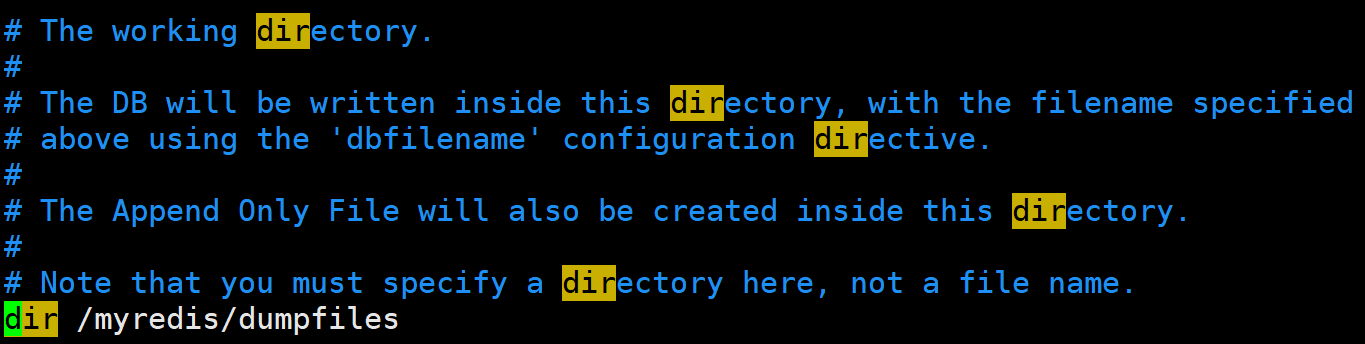 # The working directory.
#
# The DB will be written inside this directory, with the filename specified
# above using the 'dbfilename' configuration directive.
#
# The Append Only File will also be created inside this directory.
#
# Note that you must specify a directory here, not a file name.
dir /myredis/dumpfiles